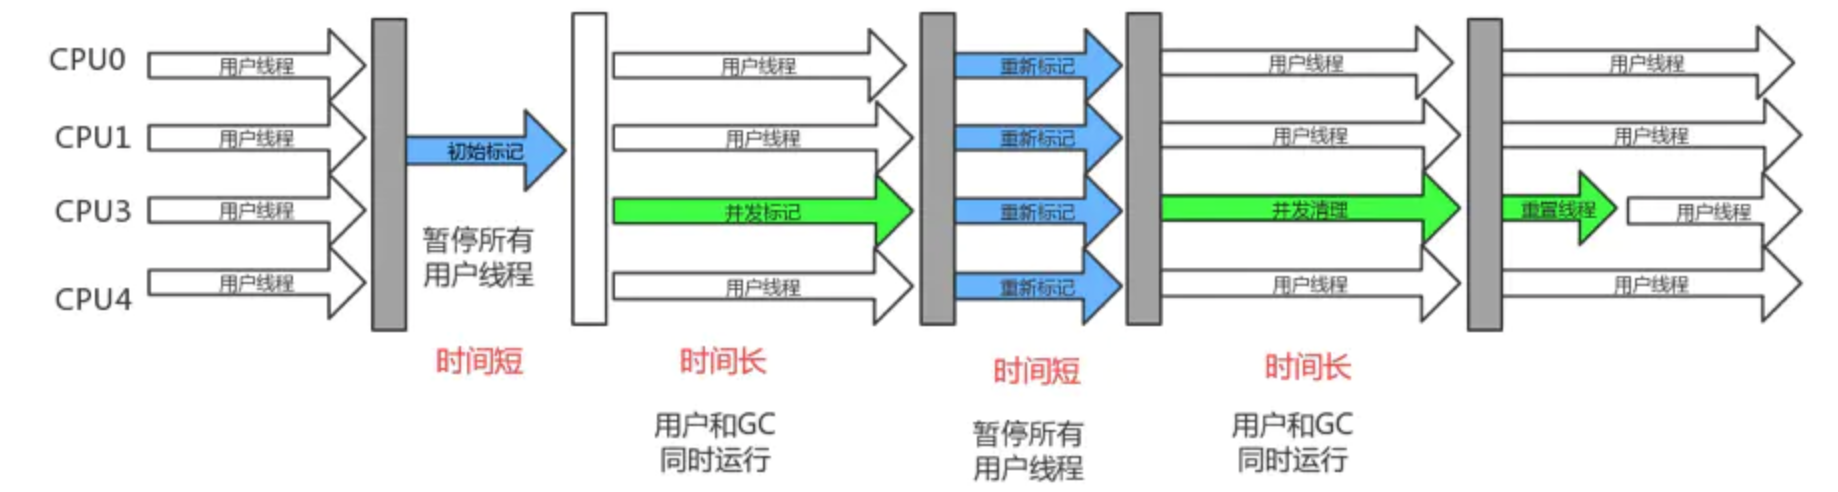 CPU0
用户线程
用户线程
重新标记
用户线程
用户线程
CPU1
用户线程
初始标记
用户线程
重新标记
用户线程
用户线程
CPU3
用户线程
并发标记
重新标记
并发清理
重置线程
用户线程
CPU4
用户线程
用户线程
重新标记
用户线程
用户线程
暂停所有
用户线程
时间短
时间长
时间短
时间长
用户和GC
同时运行
暂停所有
用户线程
用户和GC
同时运行